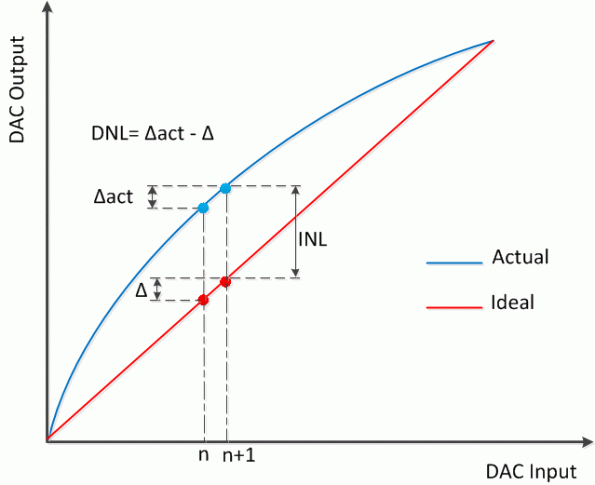 DAC Output
DNL= Δact - Δ
Δact
INL
Δ
Actual
Ideal
n
n+1
DAC Input